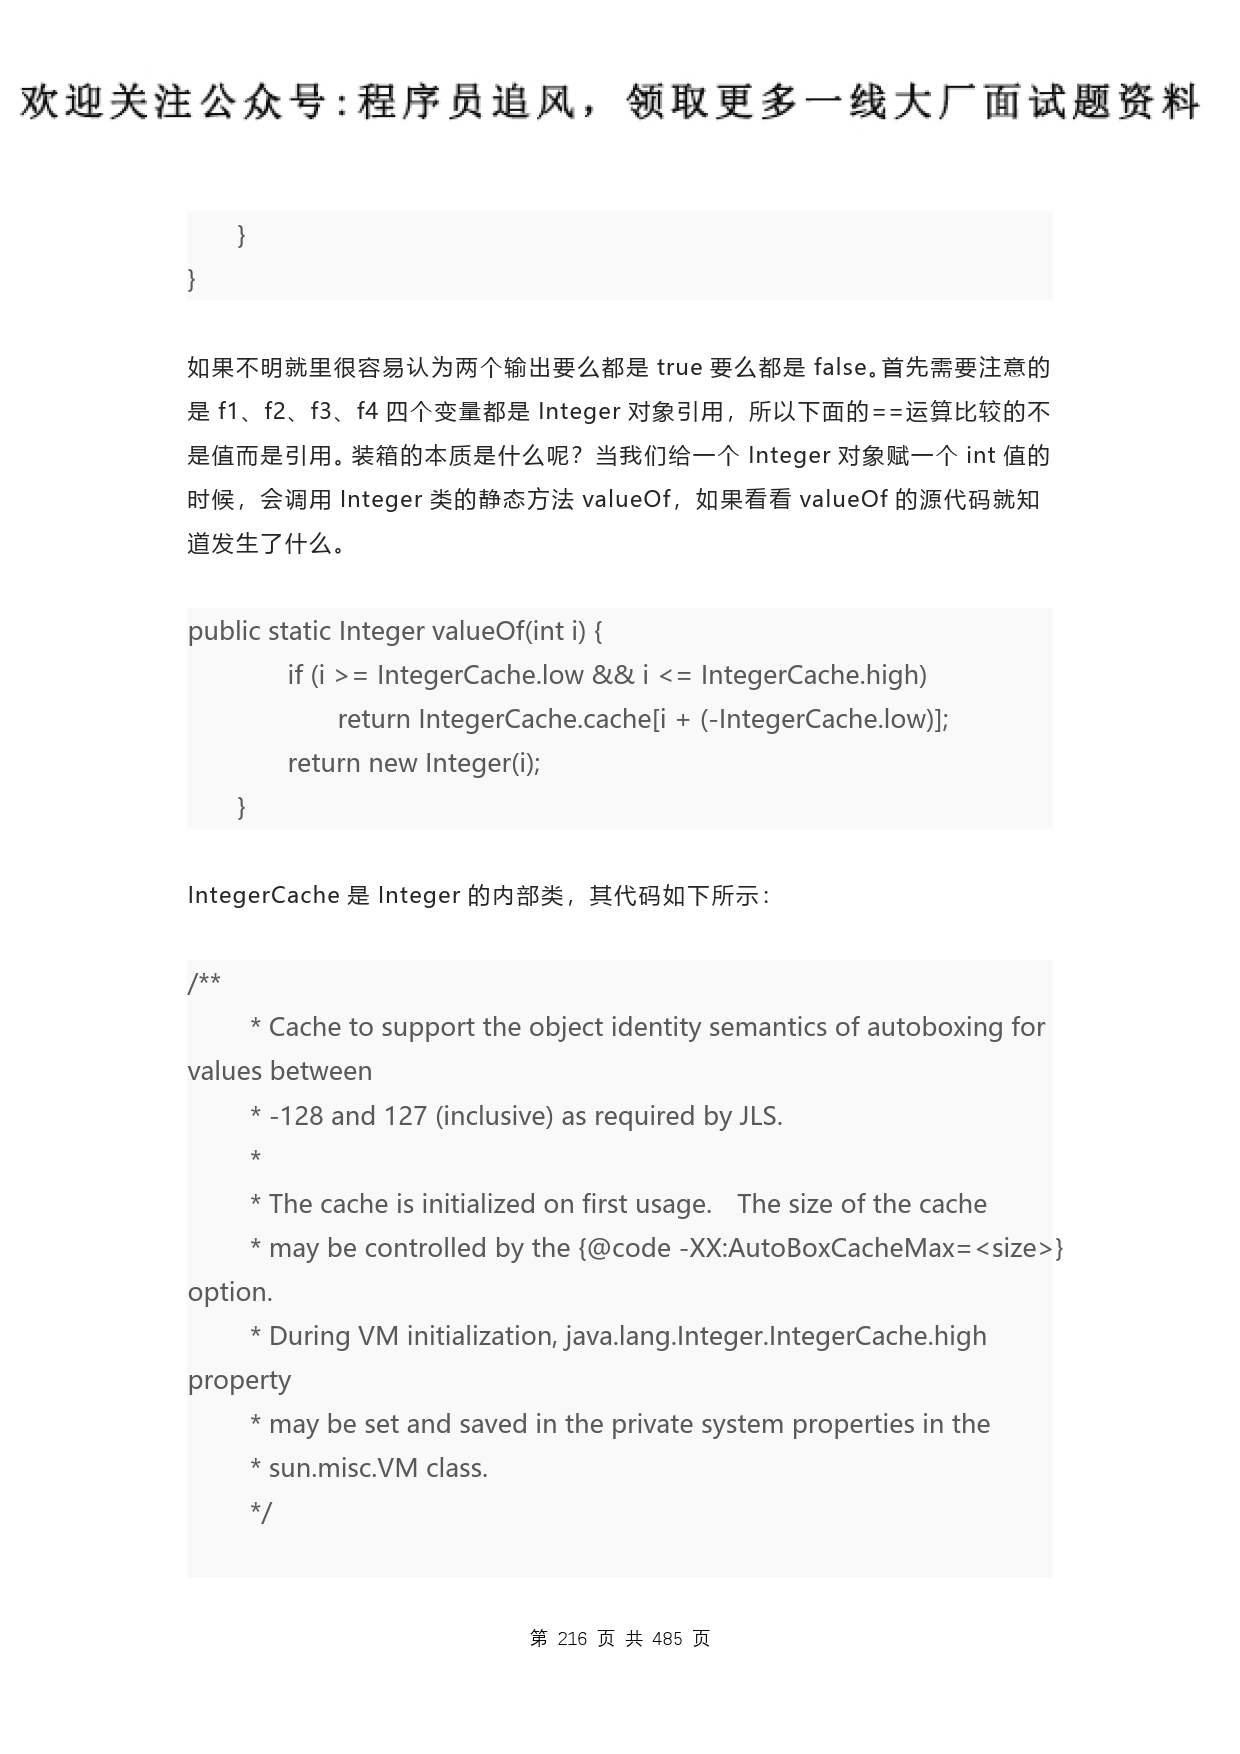 欢迎关注公众号:程序员追风，领取更多一线大厂面试题资料
}
}
如果不明就里很容易认为两个输出要么都是 true 要么都是 false。首先需要注意的
是 f1、f2、f3、f4 四个变量都是 Integer 对象引用，所以下面的==运算比较的不
是值而是引用。装箱的本质是什么呢？当我们给一个 Integer 对象赋一个 int 值的
时候，会调用 Integer 类的静态方法 valueOf，如果看看 valueOf 的源代码就知
道发生了什么。
public static Integer valueOf(int i) {
if (i >= IntegerCache.low && i <= IntegerCache.high)
return IntegerCache.cache[i + (-IntegerCache.low)];
return new Integer(i);
}
IntegerCache 是 Integer 的内部类，其代码如下所示：
/**
* Cache to support the object identity semantics of autoboxing for
values between
* -128 and 127 (inclusive) as required by JLS.
*
* The cache is initialized on first usage. The size of the cache
* may be controlled by the {@code -XX:AutoBoxCacheMax=<size>}
option.
* During VM initialization, java.lang.Integer.IntegerCache.high
property
* may be set and saved in the private system properties in the
* sun.misc.VM class.
*/
第 216 页 共 485 页